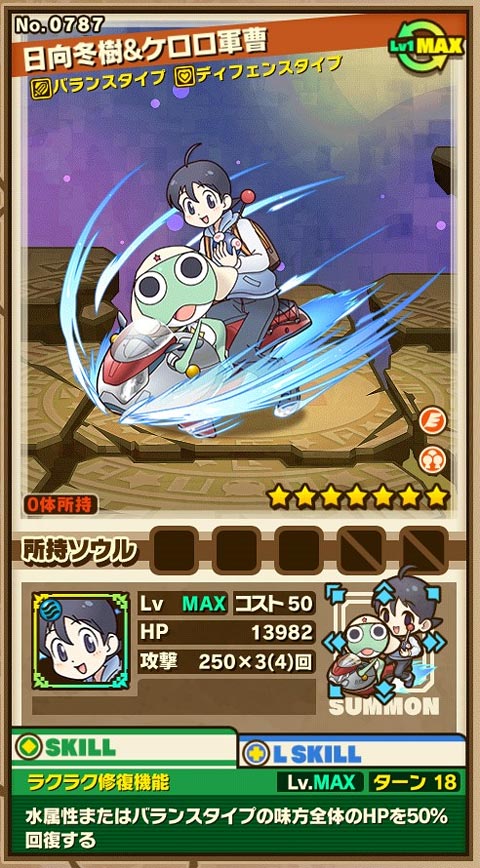 No.0787
日向冬樹&ケロロ軍曹
Lv1 MAX
バランスタイプ ディフェンスタイプ
E
0体所持
所持ソウル
Lv MAX コスト 50
HP 13982
攻撃 250×3(4)回
SUMMON
SKILL
L SKILL
ラクラク修復機能 Lv.MAX ターン 18
水属性またはバランスタイプの味方全体のHPを50%
回復する